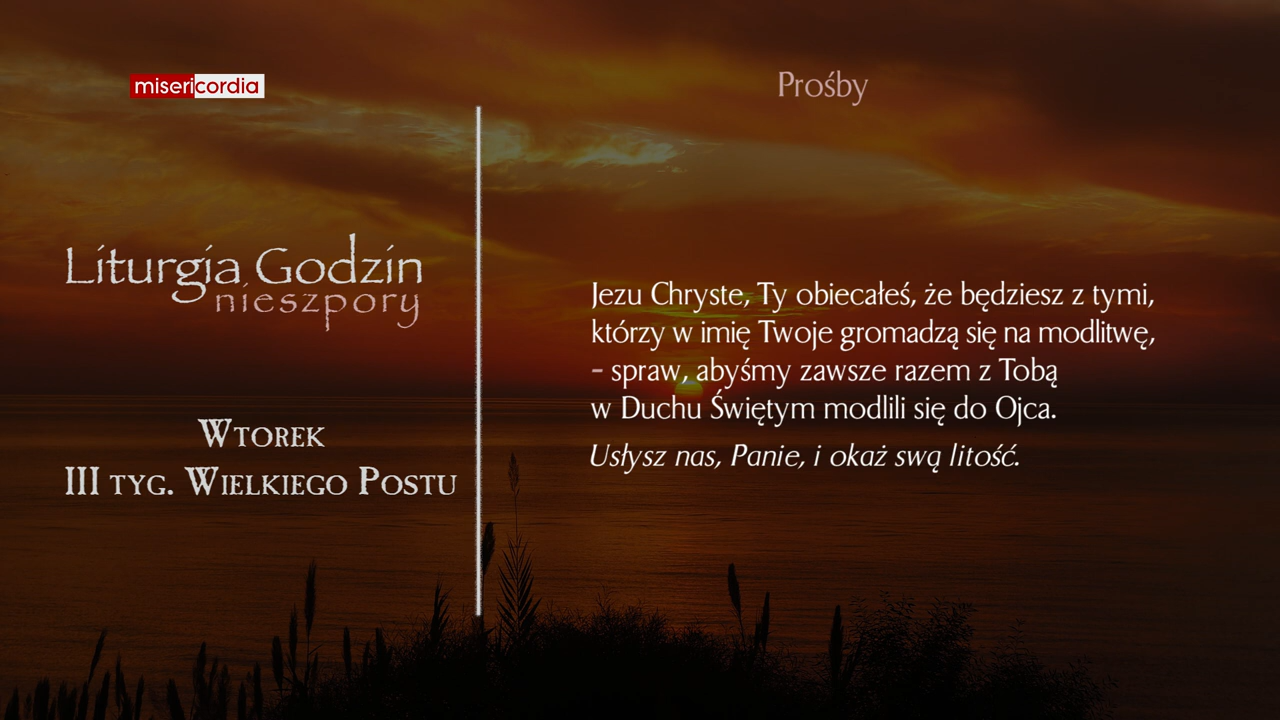 misericordia
Liturgia Godzin
nieszpory
Wtorek
III tyg. Wielkiego Postu
Prośby
Jezu Chryste, Ty obiecałeś, że będziesz z tymi,
którzy w imię Twoje gromadzą się na modlitwę,
– spraw, abyśmy zawsze razem z Tobą
w Duchu Świętym modlili się do Ojca.
Usłysz nas, Panie, i okaż swą litość.